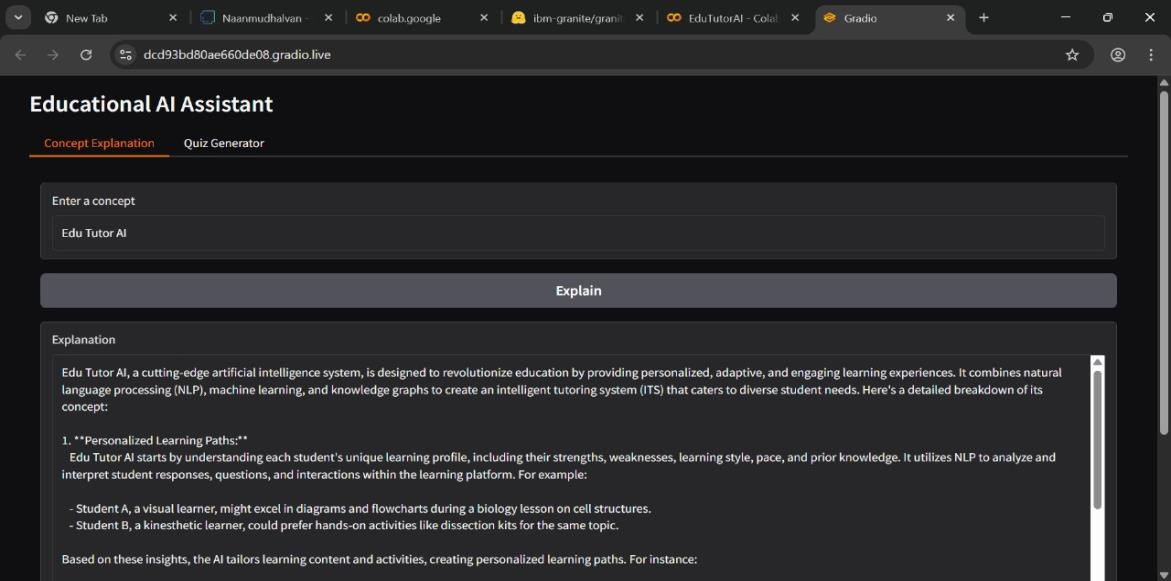 New Tab
Naanmudhalvan -
colab.google
ibm-granite/granit
EduTutorAI - Colab
Gradio
dcd93bd80ae660de08.gradio.live
Educational AI Assistant
Concept Explanation
Quiz Generator
Enter a concept
Edu Tutor AI
Explain
Explanation
Edu Tutor AI, a cutting-edge artificial intelligence system, is designed to revolutionize education by providing personalized, adaptive, and engaging learning experiences. It combines natural
language processing (NLP), machine learning, and knowledge graphs to create an intelligent tutoring system (ITS) that caters to diverse student needs. Here's a detailed breakdown of its
concept:
1. **Personalized Learning Paths:**
Edu Tutor AI starts by understanding each student's unique learning profile, including their strengths, weaknesses, learning style, pace, and prior knowledge. It utilizes NLP to analyze and
interpret student responses, questions, and interactions within the learning platform. For example:
- Student A, a visual learner, might excel in diagrams and flowcharts during a biology lesson on cell structures.
- Student B, a kinesthetic learner, could prefer hands-on activities like dissection kits for the same topic.
Based on these insights, the AI tailors learning content and activities, creating personalized learning paths. For instance: